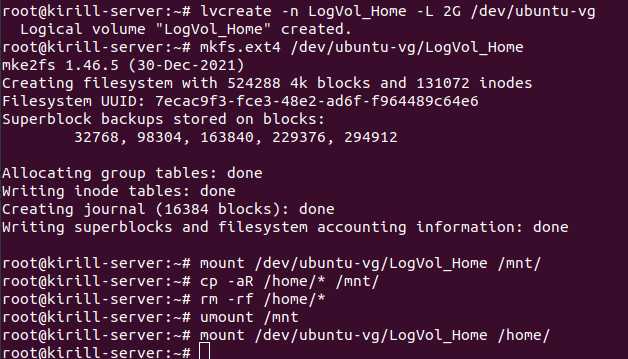 root@kirill-server:~# lvcreate -n LogVol_Home -L 2G /dev/ubuntu-vg
  Logical volume "LogVol_Home" created.
root@kirill-server:~# mkfs.ext4 /dev/ubuntu-vg/LogVol_Home
mke2fs 1.46.5 (30-Dec-2021)
Creating filesystem with 524288 4k blocks and 131072 inodes
Filesystem UUID: 7ecac9f3-fce3-48e2-ad6f-f964489c64e6
Superblock backups stored on blocks:
        32768, 98304, 163840, 229376, 294912

Allocating group tables: done
Writing inode tables: done
Creating journal (16384 blocks): done
Writing superblocks and filesystem accounting information: done

root@kirill-server:~# mount /dev/ubuntu-vg/LogVol_Home /mnt/
root@kirill-server:~# cp -aR /home/* /mnt/
root@kirill-server:~# rm -rf /home/*
root@kirill-server:~# umount /mnt
root@kirill-server:~# mount /dev/ubuntu-vg/LogVol_Home /home/
root@kirill-server:~#